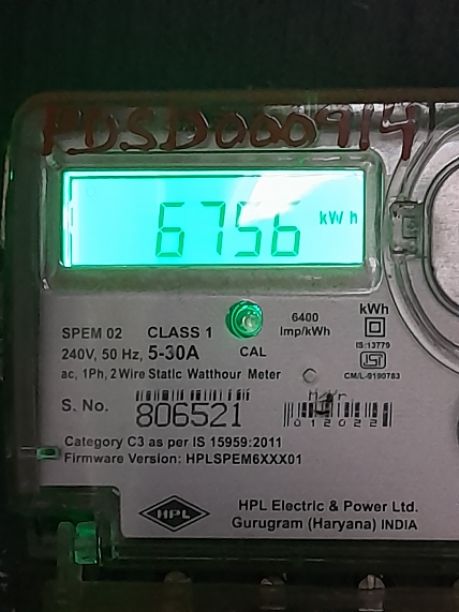 PDSD000914
6756 kWh
6400
Imp/kWh
kWh
SPEM 02 CLASS 1
240V, 50 Hz, 5-30A
CAL
IS:13779
ac, 1Ph, 2Wire Static Watthour Meter
CM/L-9190783
S. No. 806521
012022
Category C3 as per IS 15959:2011
Firmware Version: HPLSPEM6XXX01
HPL
HPL Electric & Power Ltd.
Gurugram (Haryana) INDIA